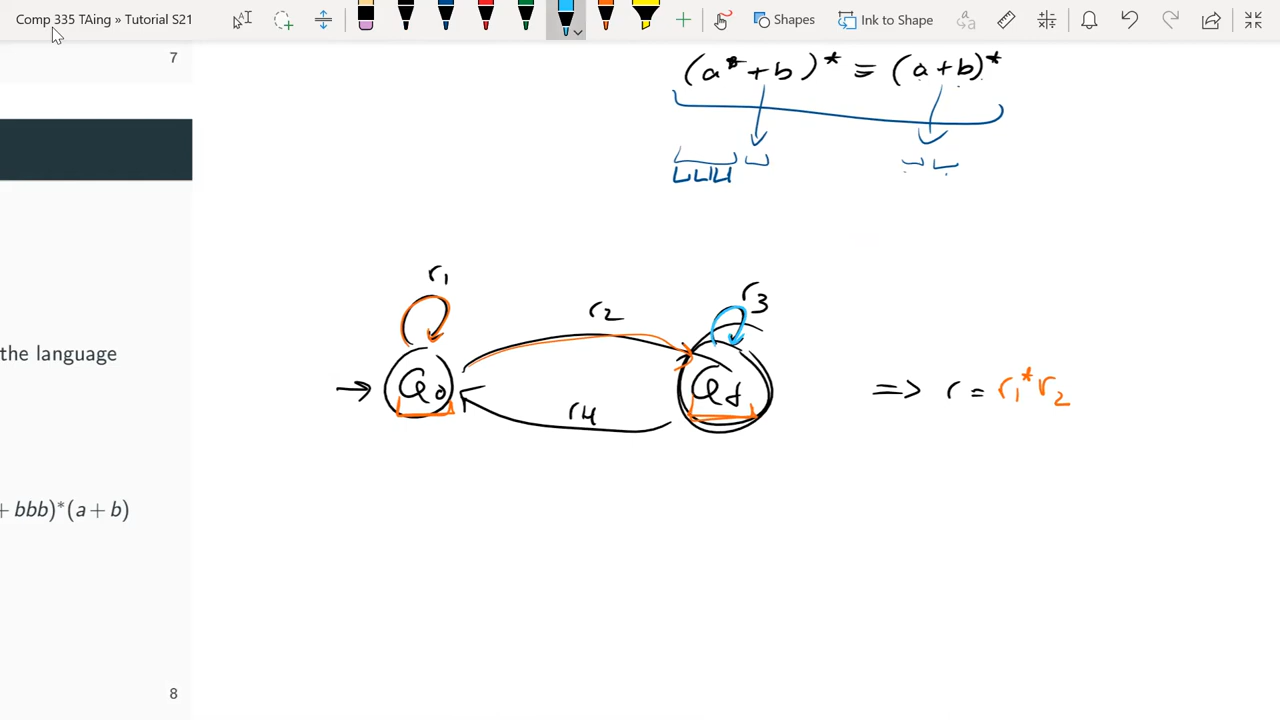 Comp 335 TAing » Tutorial S21
Shapes
Ink to Shape
7
(a* + b)* = (a + b)*
the language
r1
r2
r3
Q0
Qf
r4
=> r = r1* r2
+ bbb)*(a + b)
8